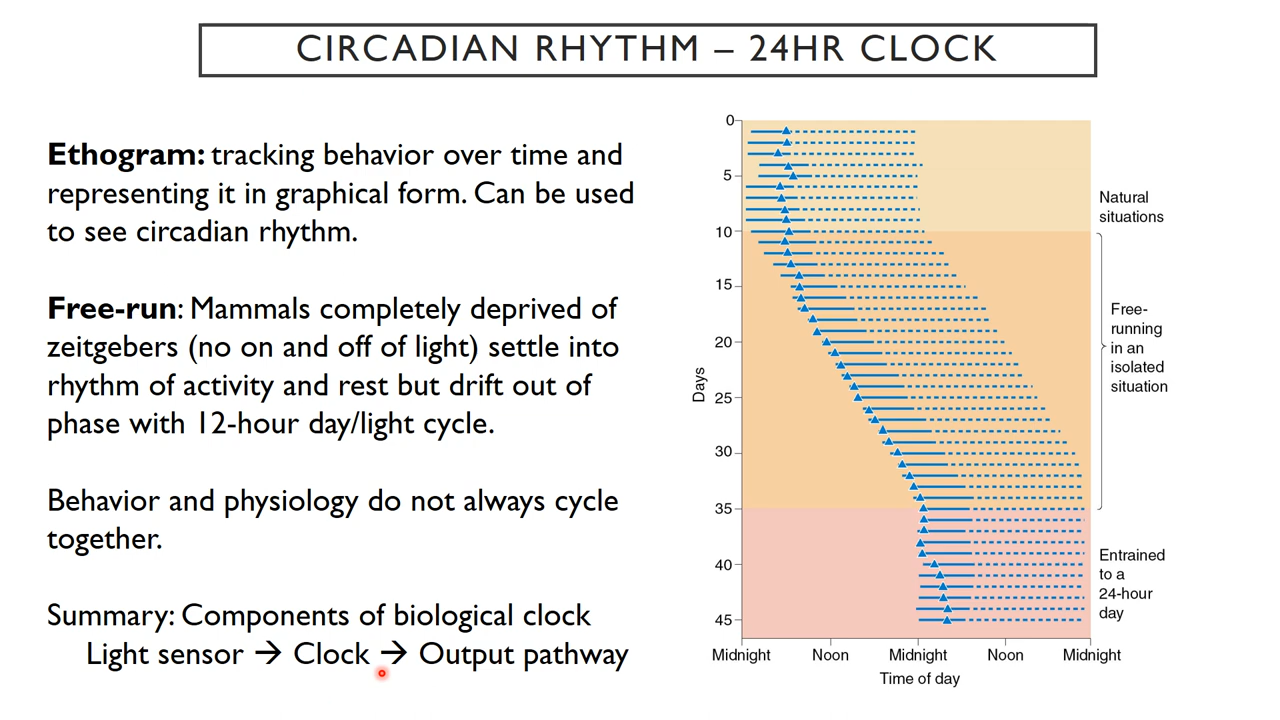 CIRCADIAN RHYTHM – 24HR CLOCK
Ethogram: tracking behavior over time and
representing it in graphical form. Can be used
to see circadian rhythm.
Free-run: Mammals completely deprived of
zeitgebers (no on and off of light) settle into
rhythm of activity and rest but drift out of
phase with 12-hour day/light cycle.
Behavior and physiology do not always cycle
together.
Summary: Components of biological clock
Light sensor → Clock → Output pathway
Days
0
5
10
15
20
25
30
35
40
45
Midnight Noon Midnight Noon Midnight
Time of day
Natural
situations
Free-
running
in an
isolated
situation
Entrained
to a
24-hour
day